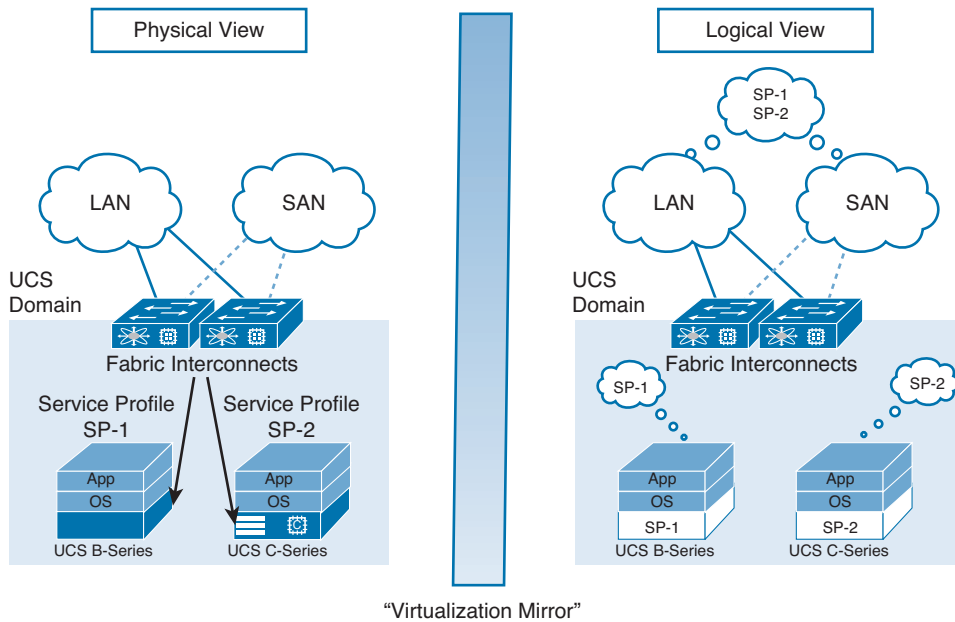 Physical View
LAN
SAN
UCS
Domain
Fabric Interconnects
Service Profile
SP-1
Service Profile
SP-2
App
OS
UCS B-Series
App
OS
C
UCS C-Series
“Virtualization Mirror”
Logical View
SP-1
SP-2
LAN
SAN
UCS
Domain
Fabric Interconnects
SP-1
SP-2
App
OS
SP-1
UCS B-Series
App
OS
SP-2
UCS C-Series